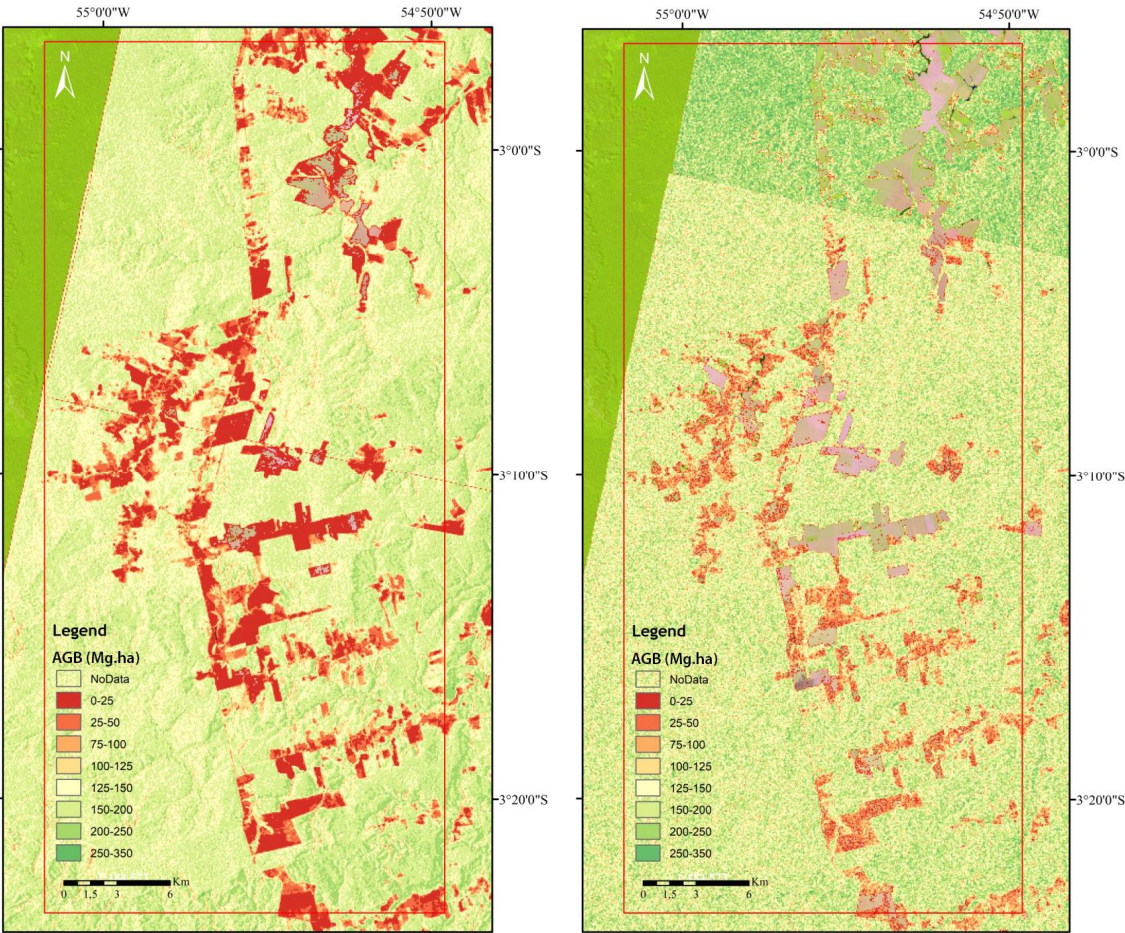 55°0'0"W
54°50'0"W
N
3°0'0"S
3°10'0"S
3°20'0"S
Legend
AGB (Mg.ha)
NoData
0-25
25-50
75-100
100-125
125-150
150-200
200-250
250-350
Km
0 1,5 3 6
55°0'0"W
54°50'0"W
N
3°0'0"S
3°10'0"S
3°20'0"S
Legend
AGB (Mg.ha)
NoData
0-25
25-50
75-100
100-125
125-150
150-200
200-250
250-350
Km
0 1,5 3 6